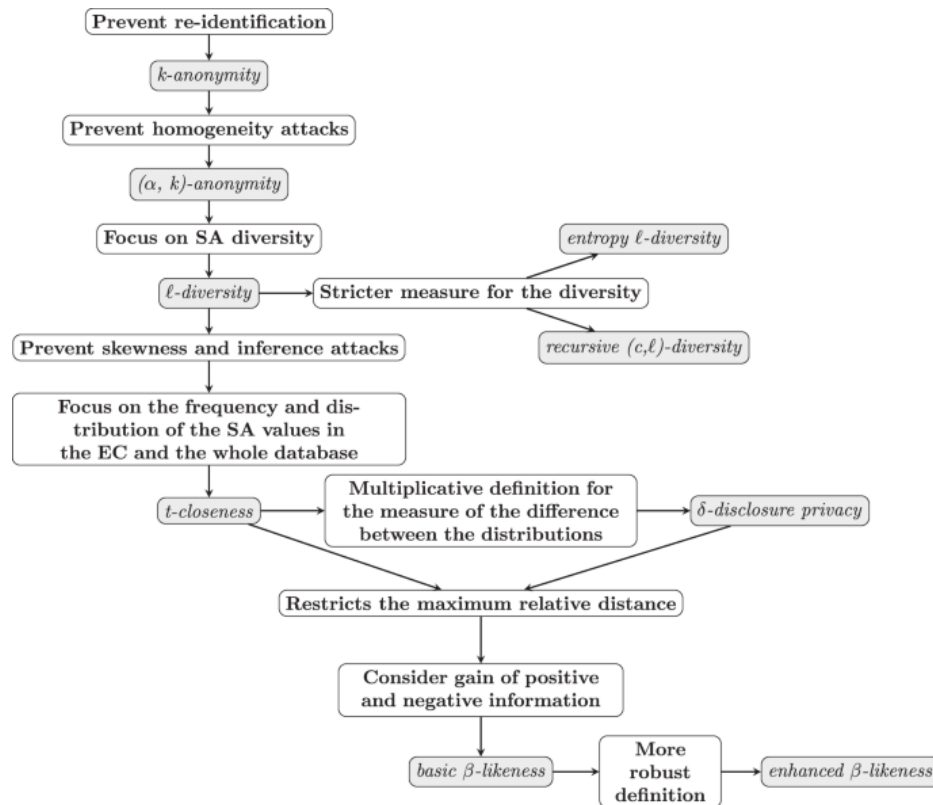 Prevent re-identification
k-anonymity
Prevent homogeneity attacks
(α, k)-anonymity
Focus on SA diversity
entropy ℓ-diversity
ℓ-diversity
Stricter measure for the diversity
recursive (c,ℓ)-diversity
Prevent skewness and inference attacks
Focus on the frequency and dis-
tribution of the SA values in
the EC and the whole database
t-closeness
Multiplicative definition for
the measure of the difference
between the distributions
δ-disclosure privacy
Restricts the maximum relative distance
Consider gain of positive
and negative information
basic β-likeness
More
robust
definition
enhanced β-likeness